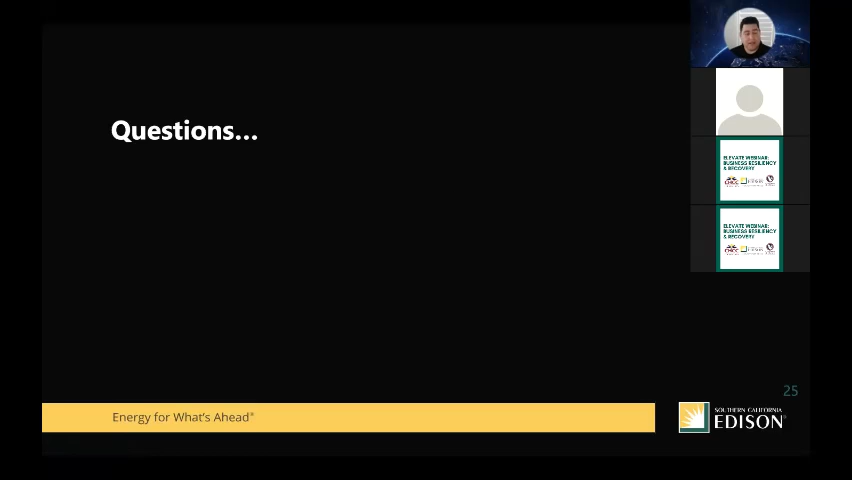 Questions...
ELEVATE WEBINAR:
BUSINESS RESILIENCY
& RECOVERY
ELEVATE WEBINAR:
BUSINESS RESILIENCY
& RECOVERY
25
Energy for What's Ahead®
SOUTHERN CALIFORNIA
EDISON®